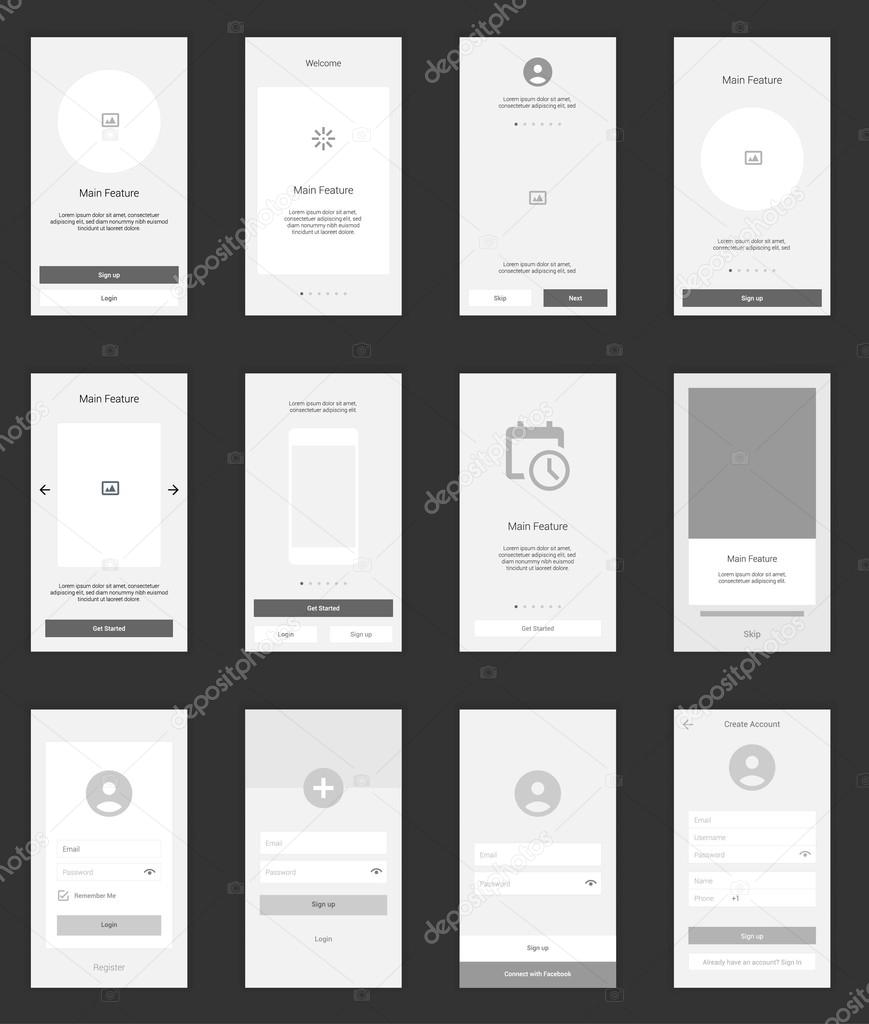 Main Feature
Lorem ipsum dolor sit amet, consectetuer
adipiscing elit, sed diam nonummy nibh euismod
tincidunt ut laoreet dolore.
Sign up
Login
Welcome
Main Feature
Lorem ipsum dolor sit amet,
consectetuer adipiscing elit, sed
diam nonummy nibh euismod
tincidunt ut laoreet dolore.
Lorem ipsum dolor sit amet,
consectetuer adipiscing elit, sed
Lorem ipsum dolor sit amet,
consectetuer adipiscing elit, sed
Skip
Next
Main Feature
Lorem ipsum dolor sit amet,
consectetuer adipiscing elit, sed
Sign up
Main Feature
Lorem ipsum dolor sit amet, consectetuer
adipiscing elit, sed diam nonummy nibh euismod
tincidunt ut laoreet dolore.
Get Started
Lorem ipsum dolor sit amet,
consectetuer adipiscing elit
Get Started
Login
Sign up
Main Feature
Lorem ipsum dolor sit amet,
consectetuer adipiscing elit, sed
diam nonummy nibh euismod
tincidunt ut laoreet dolore.
Get Started
Main Feature
Lorem ipsum dolor sit amet,
consectetuer adipiscing elit.
Skip
Email
Password
Remember Me
Login
Register
Email
Password
Sign up
Login
Email
Password
Sign up
Connect with Facebook
Create Account
Email
Username
Password
Name
Phone +1
Sign up
Already have an account? Sign In
depositphotos
depositphotos
depositphotos
depositphotos
depositphotos
depositphotos